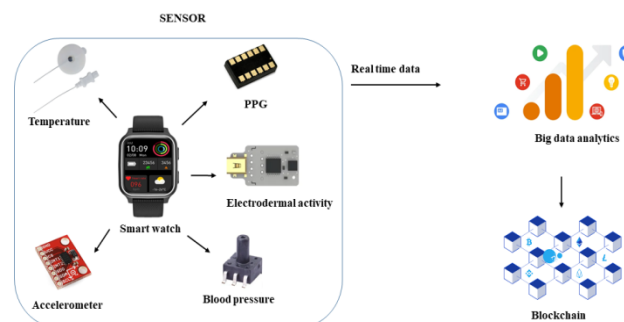 SENSOR
Temperature
PPG
Real time data
Big data analytics
10:09
Electrodermal activity
Smart watch
Accelerometer
Blood pressure
Blockchain